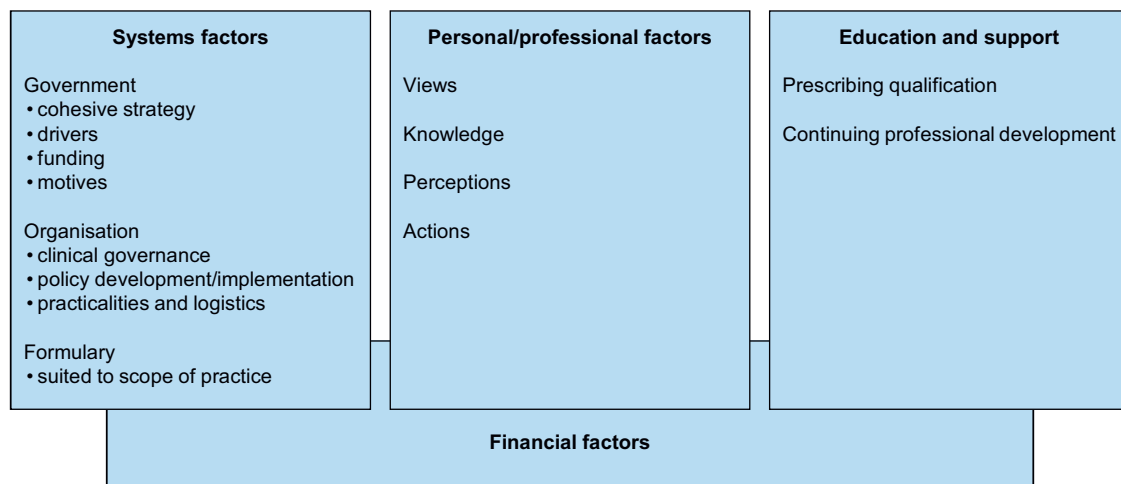 Systems factors
Government
• cohesive strategy
• drivers
• funding
• motives
Organisation
• clinical governance
• policy development/implementation
• practicalities and logistics
Formulary
• suited to scope of practice
Personal/professional factors
Views
Knowledge
Perceptions
Actions
Education and support
Prescribing qualification
Continuing professional development
Financial factors